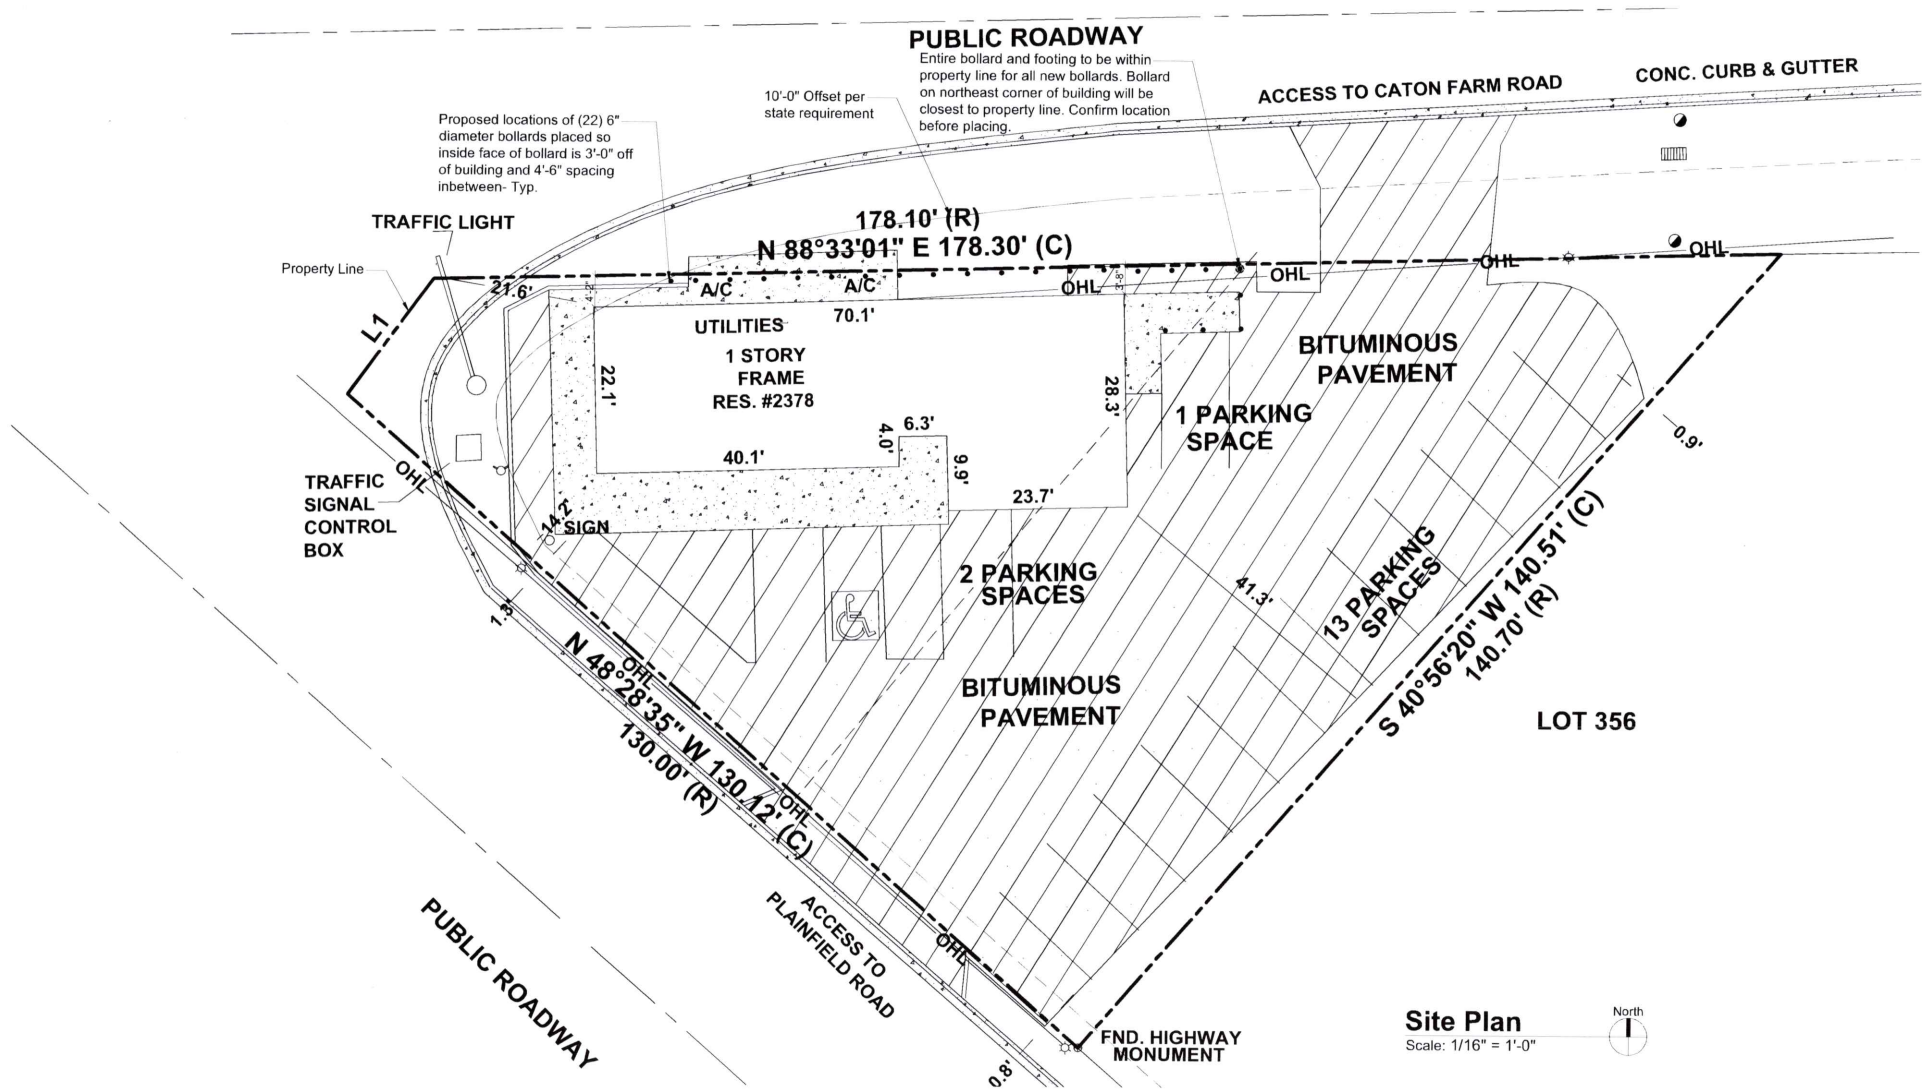 PUBLIC ROADWAY
Entire bollard and footing to be within
property line for all new bollards. Bollard
on northeast corner of building will be
closest to property line. Confirm location
before placing.
10'-0" Offset per
state requirement
ACCESS TO CATON FARM ROAD
CONC. CURB & GUTTER
Proposed locations of (22) 6"
diameter bollards placed so
inside face of bollard is 3'-0" off
of building and 4'-6" spacing
inbetween- Typ.
TRAFFIC LIGHT
Property Line
178.10' (R)
N 88°33'01" E 178.30' (C)
OHL
OHL
OHL
OHL
21.6'
L1
4.2'
A/C
A/C
3.8'
UTILITIES
70.1'
1 STORY
FRAME
RES. #2378
22.1'
28.3'
6.3'
4.0'
40.1'
9.9'
23.7'
BITUMINOUS
PAVEMENT
1 PARKING
SPACE
0.9'
OHL
TRAFFIC
SIGNAL
CONTROL
BOX
14.2'
SIGN
2 PARKING
SPACES
41.3'
13 PARKING
SPACES
S 40°56'20" W 140.51' (C)
140.70' (R)
1.3'
OHL
N 48°28'35" W 130.12' (C)
130.00' (R)
BITUMINOUS
PAVEMENT
LOT 356
OHL
OHL
ACCESS TO
PLAINFIELD ROAD
PUBLIC ROADWAY
FND. HIGHWAY
MONUMENT
0.8'
Site Plan
Scale: 1/16" = 1'-0"
North